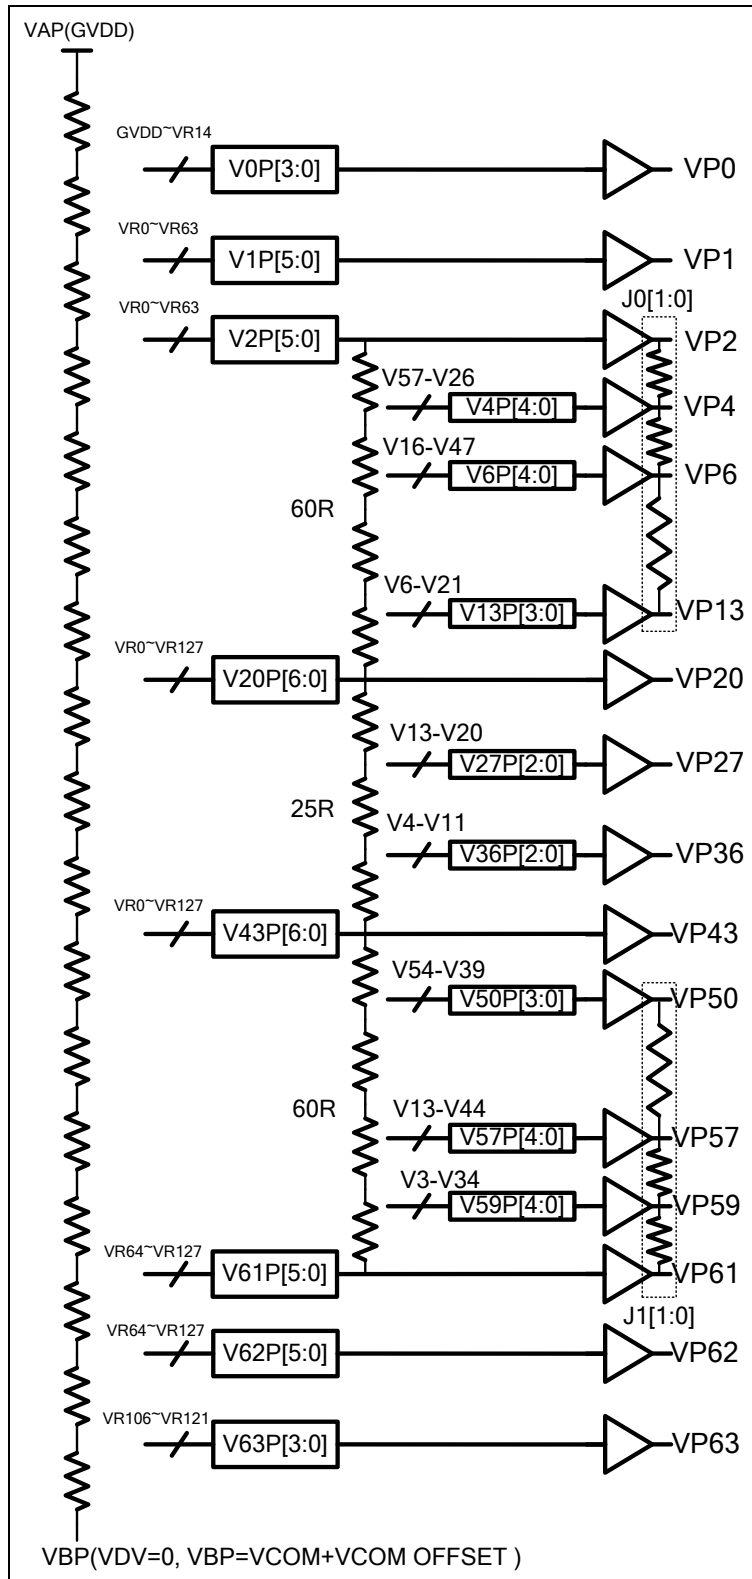 VAP(GVDD)
GVDD~VR14
V0P[3:0]
VP0
VR0~VR63
V1P[5:0]
VP1
J0[1:0]
VR0~VR63
V2P[5:0]
VP2
V57-V26
V4P[4:0]
VP4
V16-V47
V6P[4:0]
VP6
60R
V6-V21
V13P[3:0]
VP13
VR0~VR127
V20P[6:0]
VP20
V13-V20
V27P[2:0]
VP27
25R
V4-V11
V36P[2:0]
VP36
VR0~VR127
V43P[6:0]
VP43
V54-V39
V50P[3:0]
VP50
60R
V13-V44
V57P[4:0]
VP57
V3-V34
V59P[4:0]
VP59
VR64~VR127
V61P[5:0]
VP61
J1[1:0]
VR64~VR127
V62P[5:0]
VP62
VR106~VR121
V63P[3:0]
VP63
VBP(VDV=0, VBP=VCOM+VCOM OFFSET )